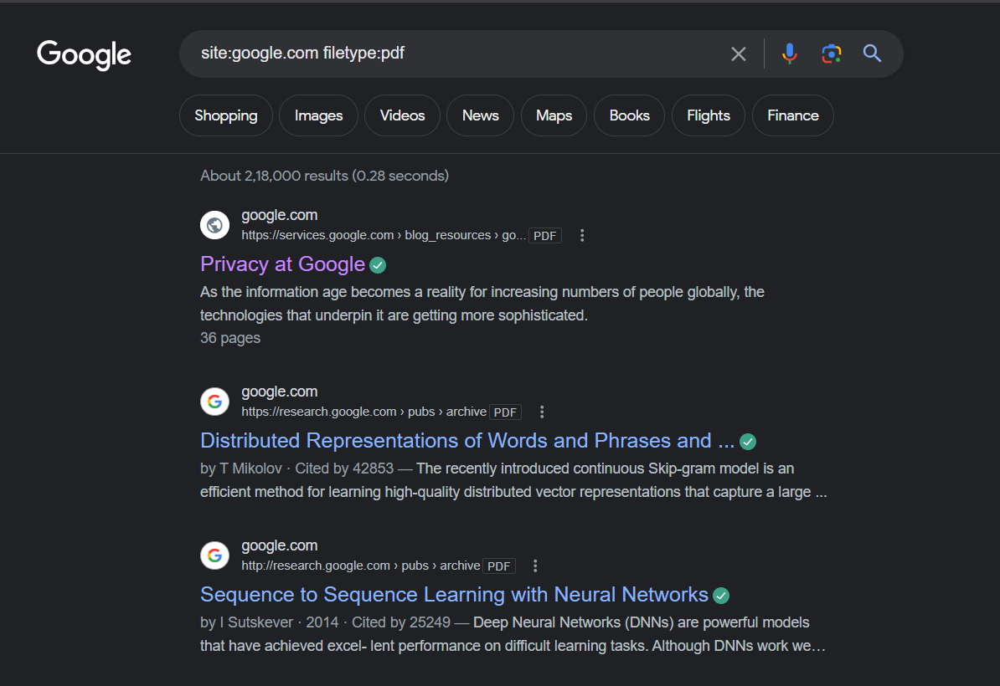 Google
site:google.com filetype:pdf
Shopping Images Videos News Maps Books Flights Finance
About 2,18,000 results (0.28 seconds)
google.com
https://services.google.com › blog_resources › go... PDF
Privacy at Google
As the information age becomes a reality for increasing numbers of people globally, the
technologies that underpin it are getting more sophisticated.
36 pages
google.com
https://research.google.com › pubs › archive PDF
Distributed Representations of Words and Phrases and ...
by T Mikolov · Cited by 42853 — The recently introduced continuous Skip-gram model is an
efficient method for learning high-quality distributed vector representations that capture a large ...
google.com
http://research.google.com › pubs › archive PDF
Sequence to Sequence Learning with Neural Networks
by I Sutskever · 2014 · Cited by 25249 — Deep Neural Networks (DNNs) are powerful models
that have achieved excel- lent performance on difficult learning tasks. Although DNNs work we...